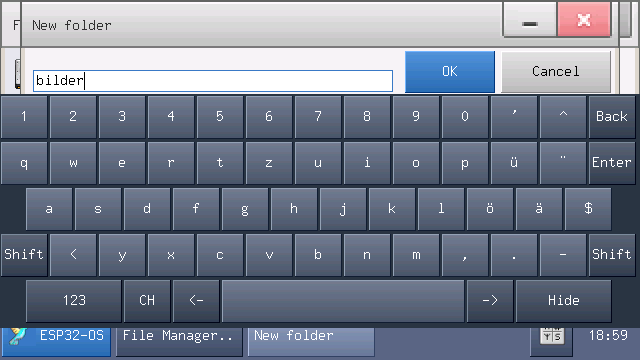 F New folder
bilder
OK Cancel
1 2 3 4 5 6 7 8 9 0 ' ^ Back
q w e r t z u i o p ü ¨ Enter
a s d f g h j k l ö ä $
Shift < y x c v b n m , . - Shift
123 CH <- -> Hide
ESP32-OS File Manager.. New folder 18:59